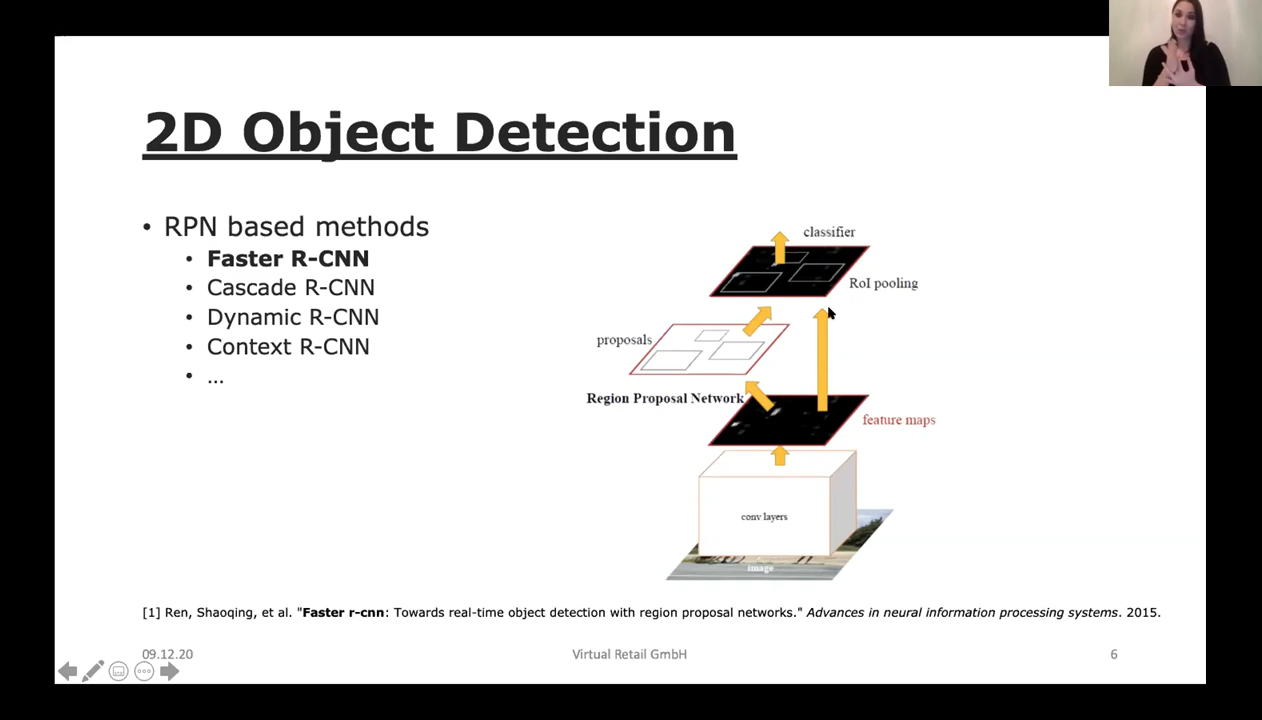 2D Object Detection
• RPN based methods
• Faster R-CNN
• Cascade R-CNN
• Dynamic R-CNN
• Context R-CNN
• ...
classifier
RoI pooling
proposals
Region Proposal Network
feature maps
conv layers
image
[1] Ren, Shaoqing, et al. "Faster r-cnn: Towards real-time object detection with region proposal networks." Advances in neural information processing systems. 2015.
09.12.20
Virtual Retail GmbH
6